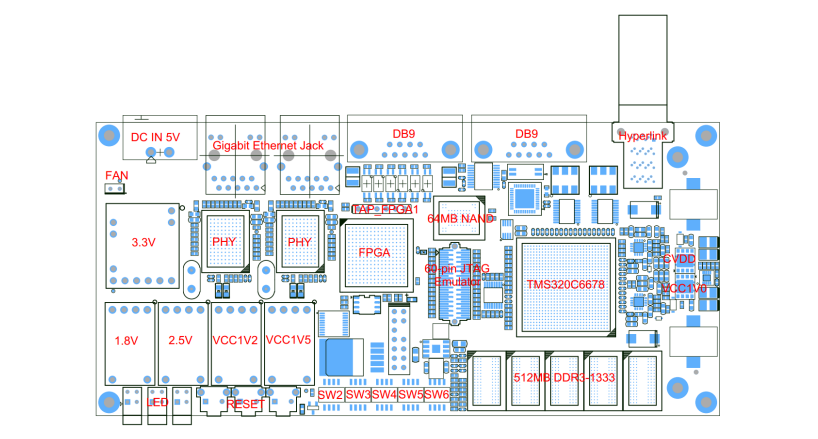 DC IN 5V
Gigabit Ethernet Jack
DB9
DB9
Hyperlink
FAN
TAP_FPGA1
64MB NAND
3.3V
PHY
PHY
FPGA
60-pin JTAG
Emulator
TMS320C6678
CVDD
VCC1V0
1.8V
2.5V
VCC1V2
VCC1V5
512MB DDR3-1333
LED
RESET
SW2
SW3
SW4
SW5
SW6